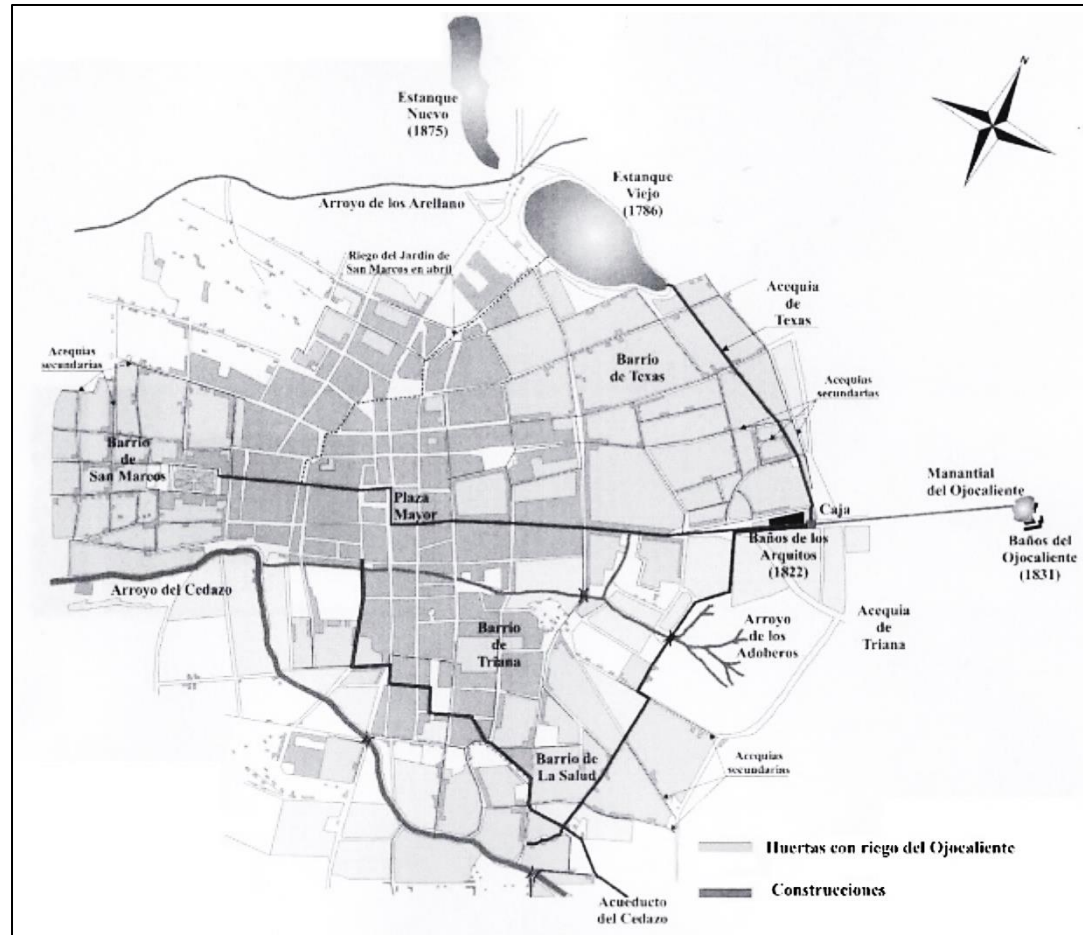 N
Estanque
Nuevo
(1875)
Estanque
Viejo
(1786)
Arroyo de los Arellano
Riego del Jardin de
San Marcos en abril
Acequia
de
Texas
Acequias
secundarias
Barrio
de Texas
Acequias
secundarias
Barrio
de
San Marcos
Manantial
del Ojocaliente
Plaza
Mayor
Caja
Baños de los
Arquitos
(1822)
Baños del
Ojocaliente
(1831)
Arroyo del Cedazo
Acequia
de
Triana
Arroyo
de los
Adoberos
Barrio
de
Triana
Barrio de
La Salud
Acequias
secundarias
Huertas con riego del Ojocaliente
Construcciones
Acueducto
del Cedazo